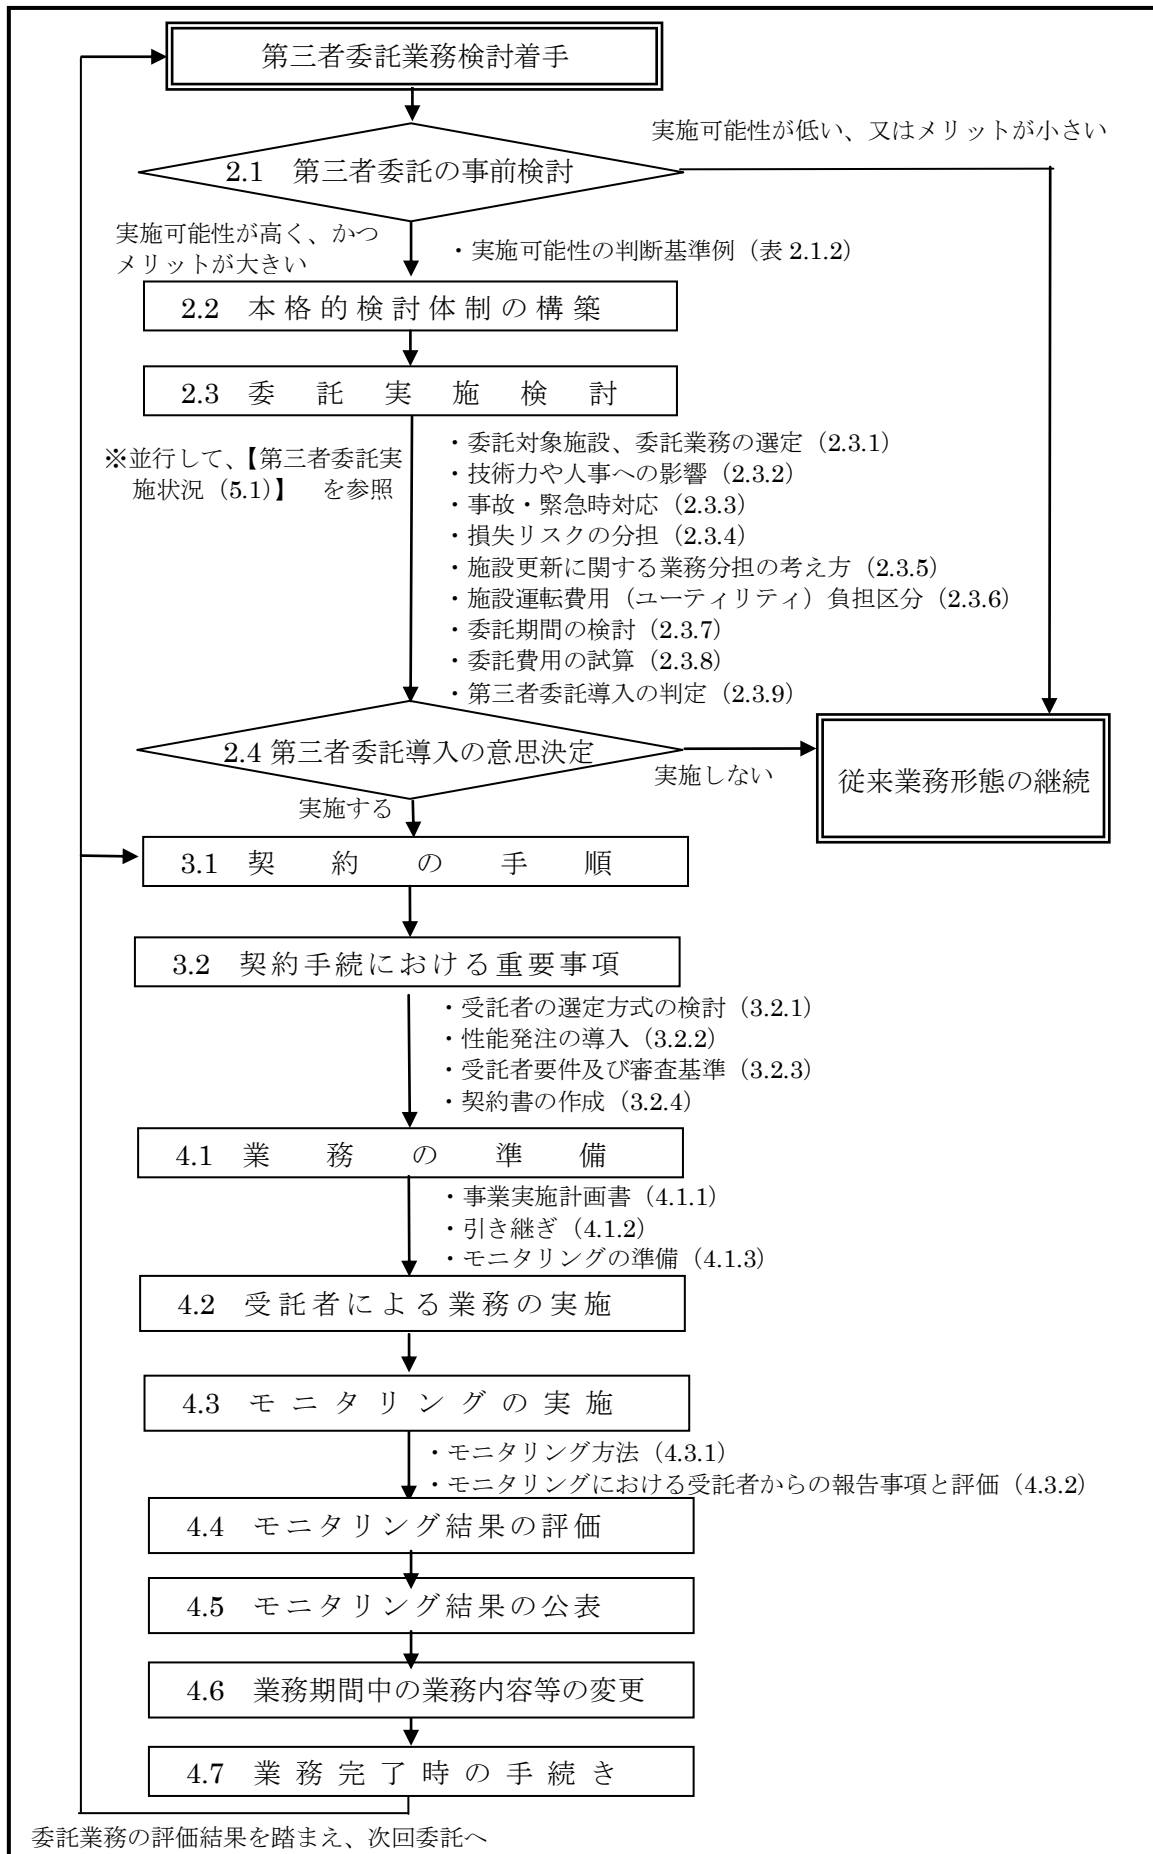 第三者委託業務検討着手
実施可能性が低い、又はメリットが小さい
2.1 第三者委託の事前検討
実施可能性が高く、かつ
メリットが大きい
・実施可能性の判断基準例（表 2.1.2）
2.2 本格的検討体制の構築
2.3 委託実施検討
※並行して、【第三者委託実
施状況（5.1）】 を参照
・委託対象施設、委託業務の選定（2.3.1）
・技術力や人事への影響（2.3.2）
・事故・緊急時対応（2.3.3）
・損失リスクの分担（2.3.4）
・施設更新に関する業務分担の考え方（2.3.5）
・施設運転費用（ユーティリティ）負担区分（2.3.6）
・委託期間の検討（2.3.7）
・委託費用の試算（2.3.8）
・第三者委託導入の判定（2.3.9）
2.4 第三者委託導入の意思決定
実施しない
従来業務形態の継続
実施する
3.1 契約の手順
3.2 契約手続における重要事項
・受託者の選定方式の検討（3.2.1）
・性能発注の導入（3.2.2）
・受託者要件及び審査基準（3.2.3）
・契約書の作成（3.2.4）
4.1 業務の準備
・事業実施計画書（4.1.1）
・引き継ぎ（4.1.2）
・モニタリングの準備（4.1.3）
4.2 受託者による業務の実施
4.3 モニタリングの実施
・モニタリング方法（4.3.1）
・モニタリングにおける受託者からの報告事項と評価（4.3.2）
4.4 モニタリング結果の評価
4.5 モニタリング結果の公表
4.6 業務期間中の業務内容等の変更
4.7 業務完了時の手続き
委託業務の評価結果を踏まえ、次回委託へ